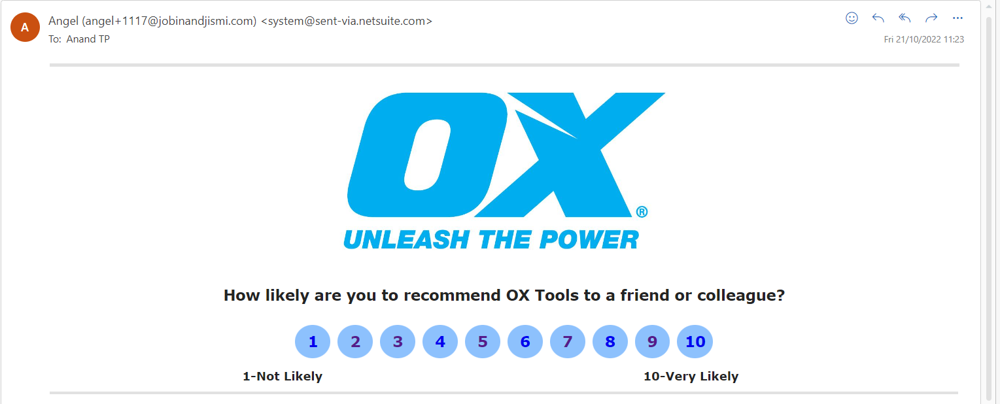 A
Angel (angel+1117@jobinandjismi.com) <system@sent-via.netsuite.com>
To: Anand TP
Fri 21/10/2022 11:23
OX®
UNLEASH THE POWER
How likely are you to recommend OX Tools to a friend or colleague?
1 2 3 4 5 6 7 8 9 10
1-Not Likely 10-Very Likely